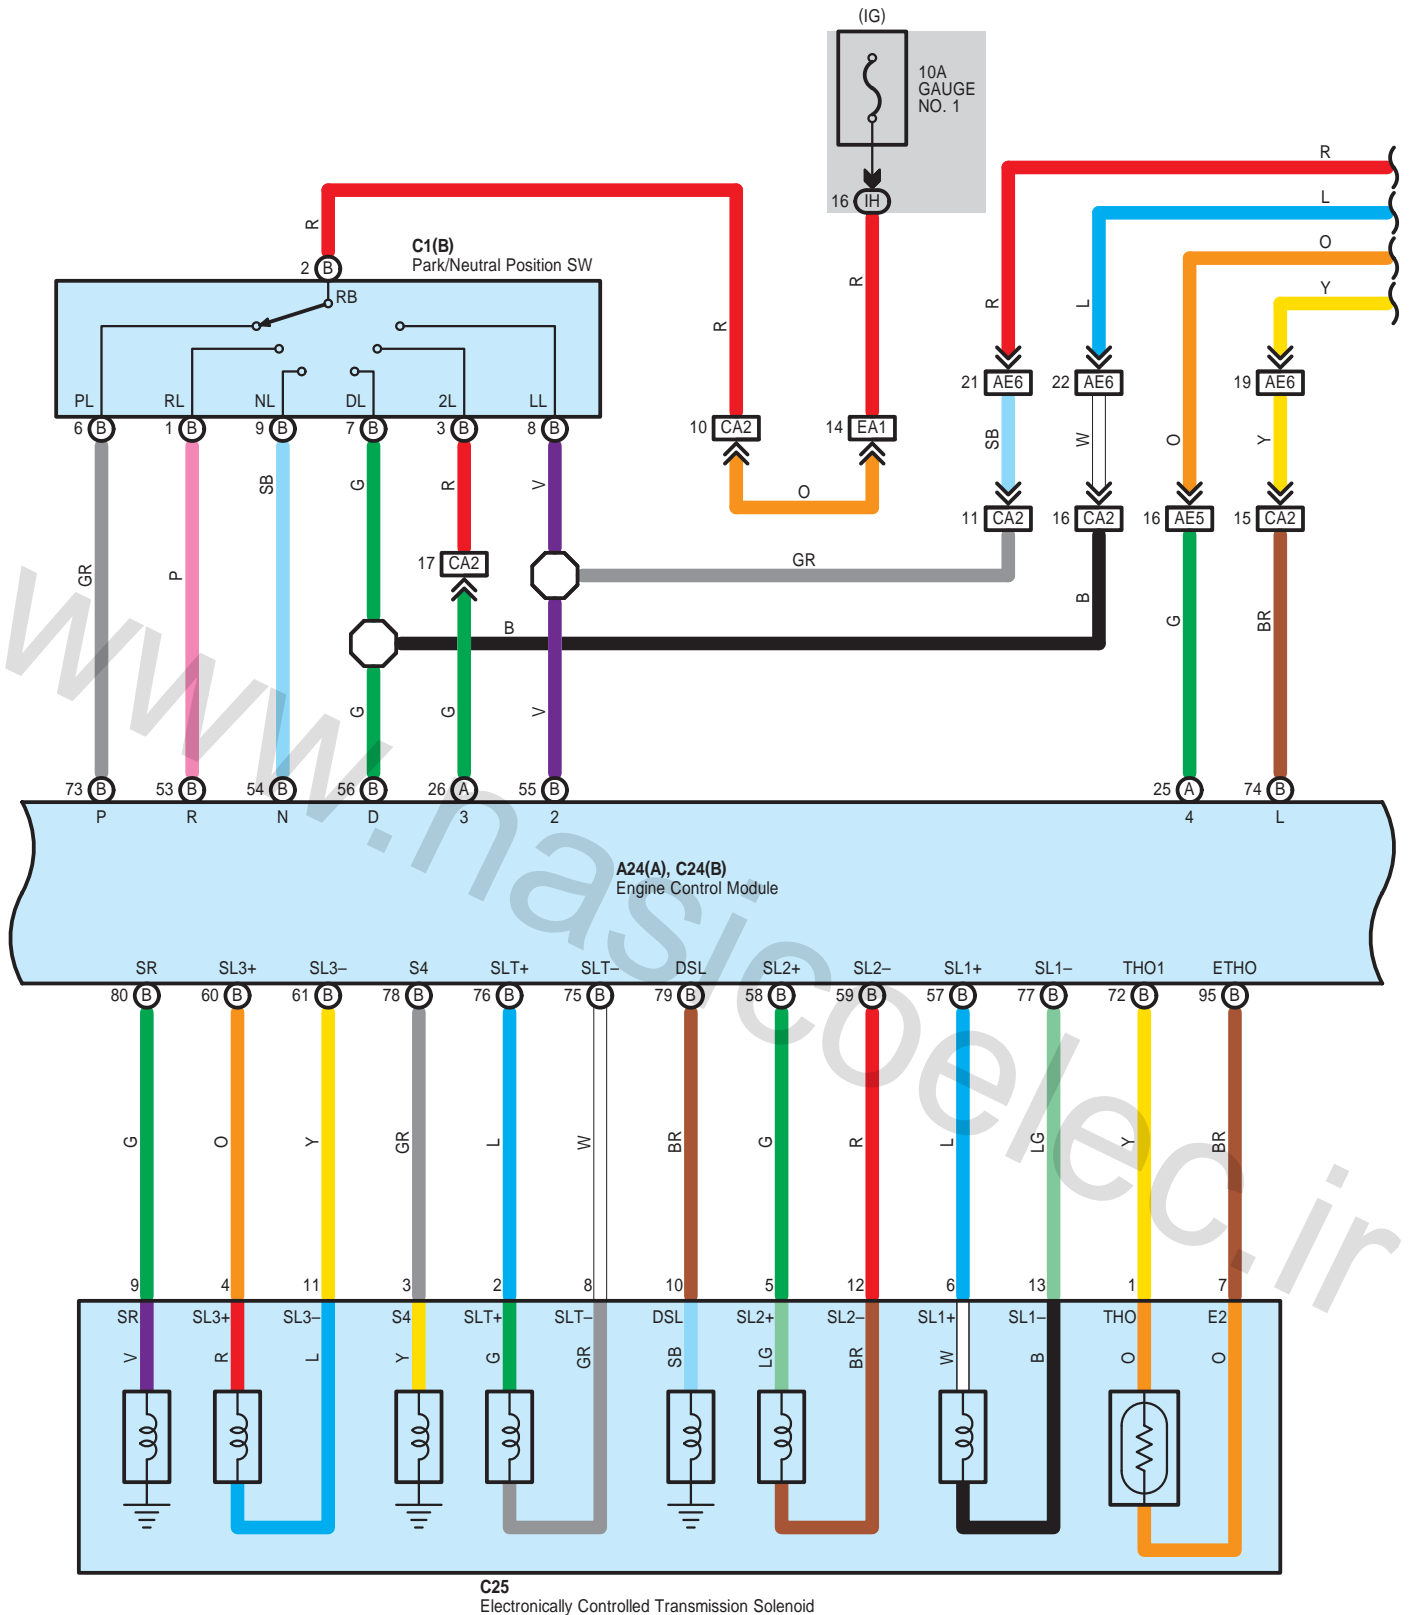 (IG)
10A
GAUGE
NO. 1
16 IH
R
L
O
Y
R
C1(B)
Park/Neutral Position SW
2 B
RB
R
R
R
L
21 AE6
22 AE6
19 AE6
PL RL NL DL 2L LL
6 B 1 B 9 B 7 B 3 B 8 B
10 CA2
14 EA1
GR P SB G R V
O
SB W O Y
11 CA2
16 CA2
16 AE5
15 CA2
17 CA2
GR
B
B
G
BR
G G V
73 B 53 B 54 B 56 B 26 A 55 B 25 A 74 B
P R N D 3 2 4 L
A24(A), C24(B)
Engine Control Module
SR SL3+ SL3– S4 SLT+ SLT– DSL SL2+ SL2– SL1+ SL1– THO1 ETHO
80 B 60 B 61 B 78 B 76 B 75 B 79 B 58 B 59 B 57 B 77 B 72 B 95 B
G O Y GR L W BR G R L LG Y BR
9 4 11 3 2 8 10 5 12 6 13 1 7
SR SL3+ SL3– S4 SLT+ SLT– DSL SL2+ SL2– SL1+ SL1– THO E2
V R L Y G GR SB LG BR W B O O
C25
Electronically Controlled Transmission Solenoid
www.nasjcoelec.ir